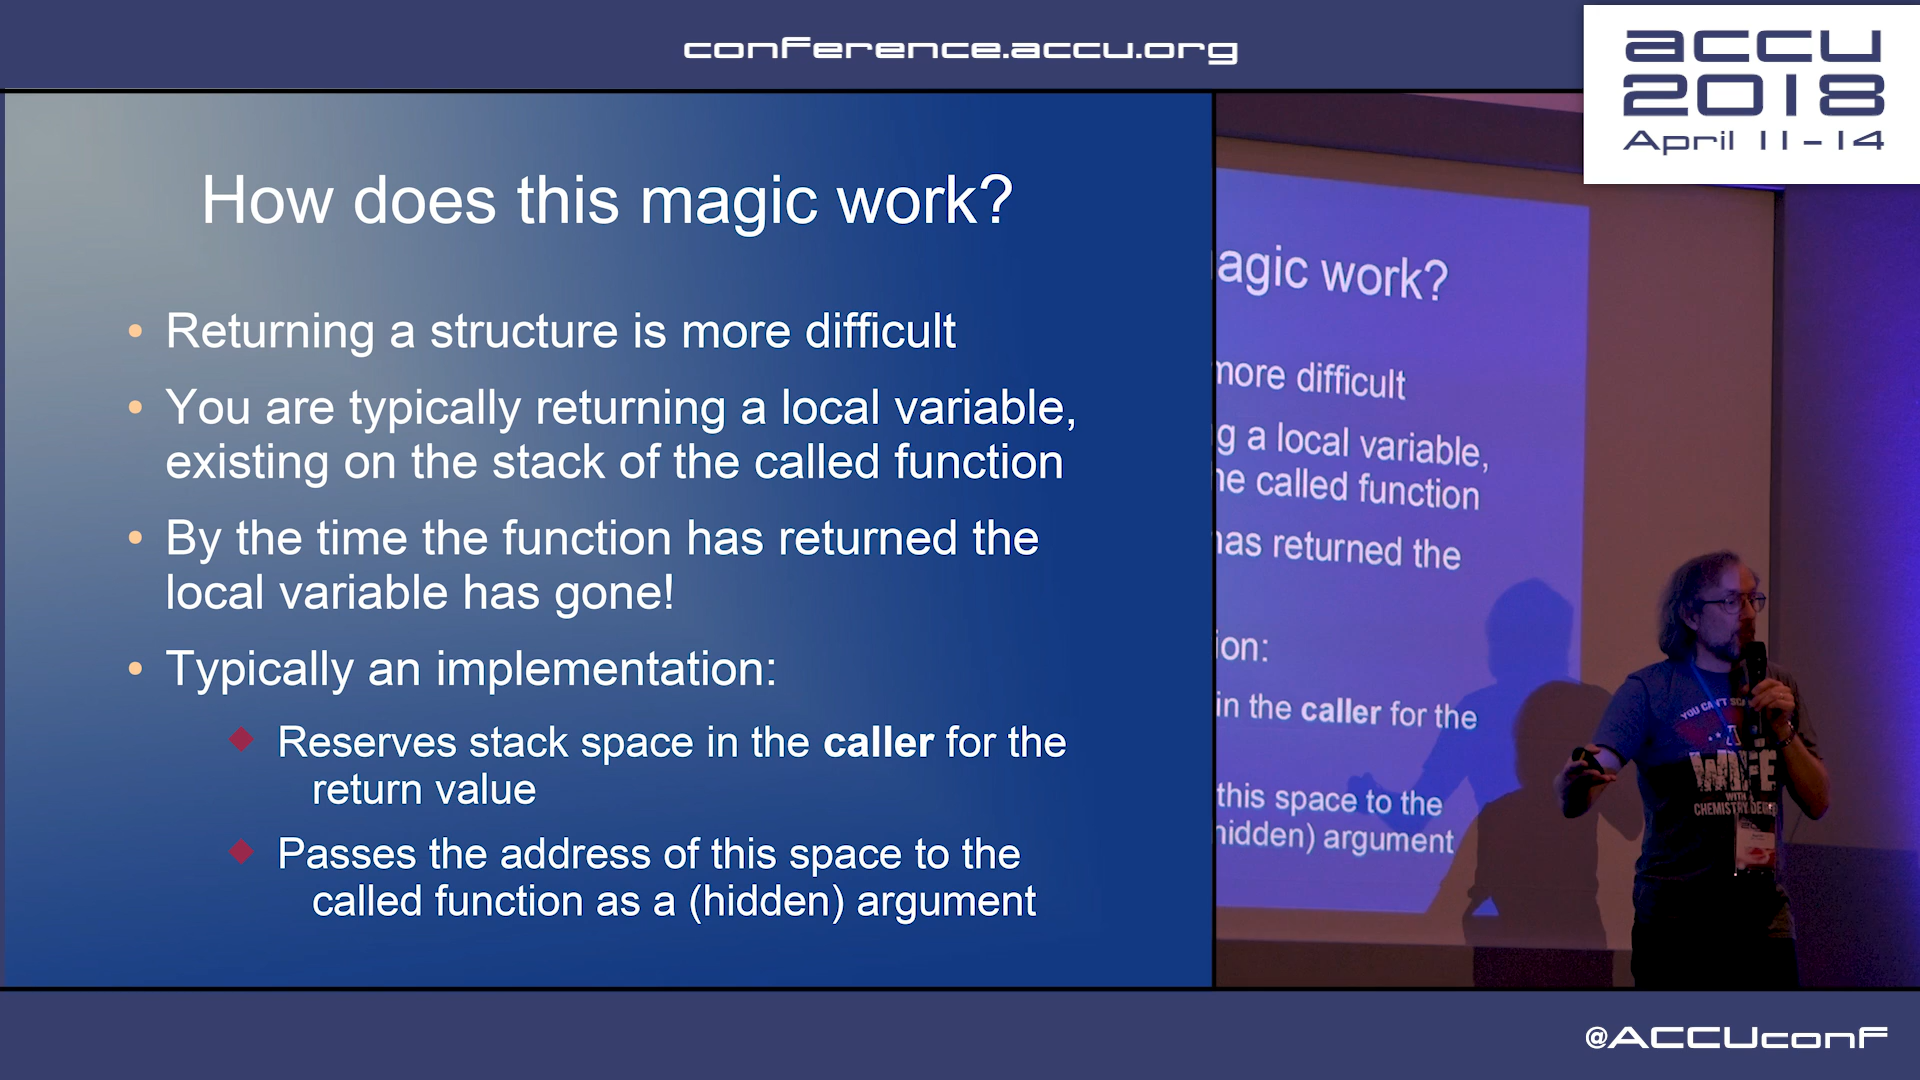 conference.accu.org
accu
2018
April 11-14
How does this magic work?
• Returning a structure is more difficult
• You are typically returning a local variable,
existing on the stack of the called function
• By the time the function has returned the
local variable has gone!
• Typically an implementation:
◆ Reserves stack space in the caller for the
return value
◆ Passes the address of this space to the
called function as a (hidden) argument
agic work?
more difficult
g a local variable,
he called function
has returned the
ion:
in the caller for the
this space to the
hidden) argument
YOU CAN'T
WIFE
WITH
CHEMISTRY
@ACCUconf